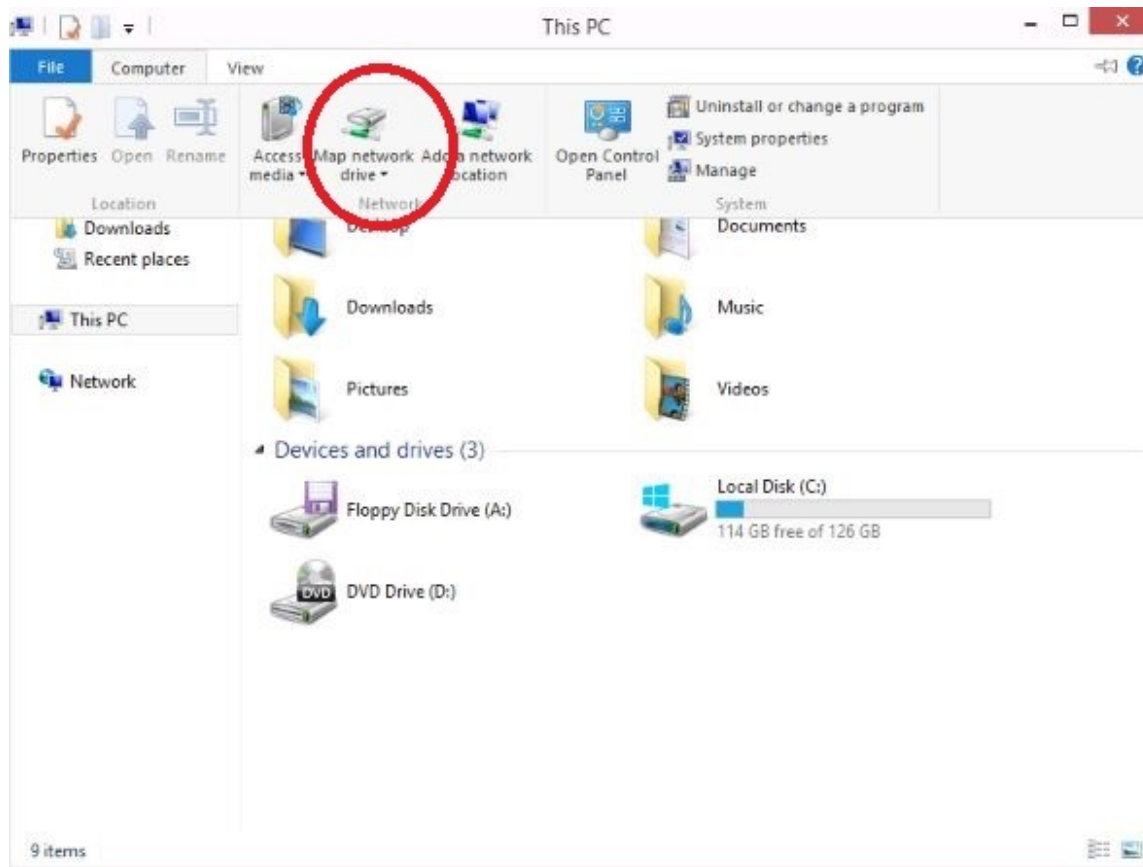 This PC
File Computer View
Properties Open Rename
Access media
Map network drive
Add a network location
Open Control Panel
Uninstall or change a program
System properties
Manage
Location
Network
System
Downloads
Recent places
This PC
Network
Desktop
Documents
Downloads
Music
Pictures
Videos
Devices and drives (3)
Floppy Disk Drive (A:)
Local Disk (C:)
114 GB free of 126 GB
DVD
DVD Drive (D:)
9 items